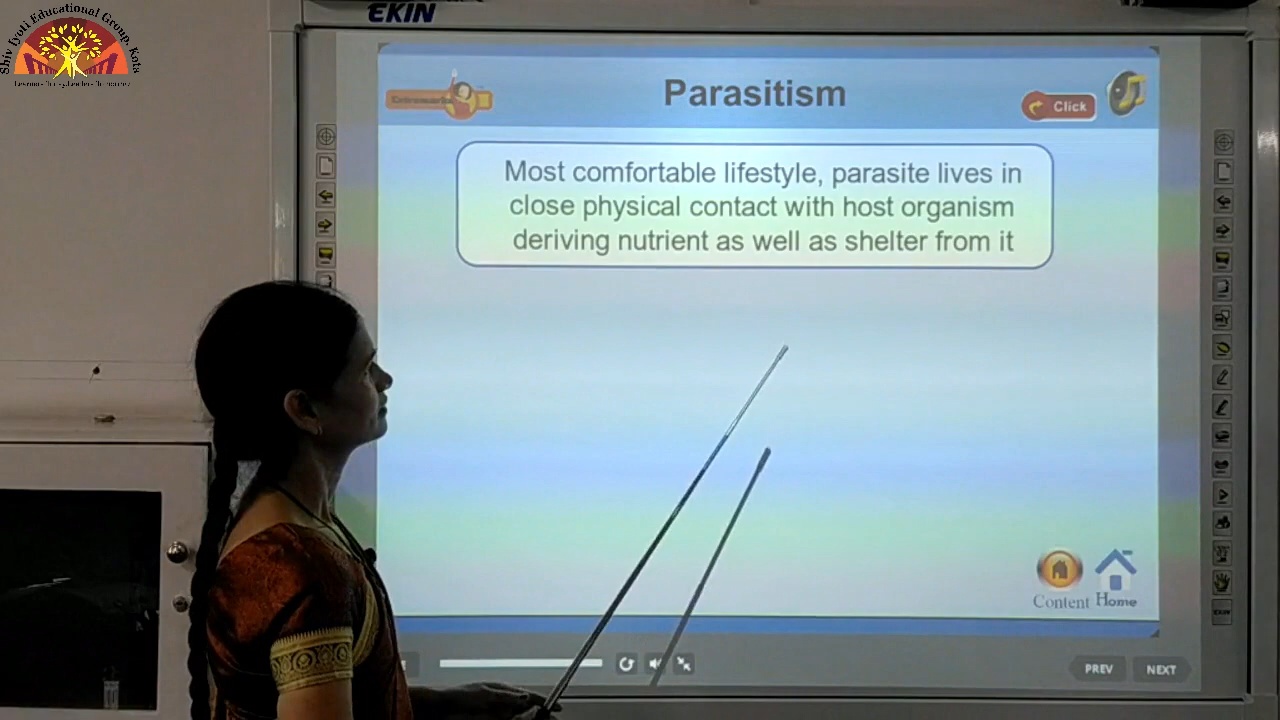 Shiv Jyoti Educational Group, Kota
EKIN
Parasitism
Click
Most comfortable lifestyle, parasite lives in
close physical contact with host organism
deriving nutrient as well as shelter from it
Content Home
PREV NEXT